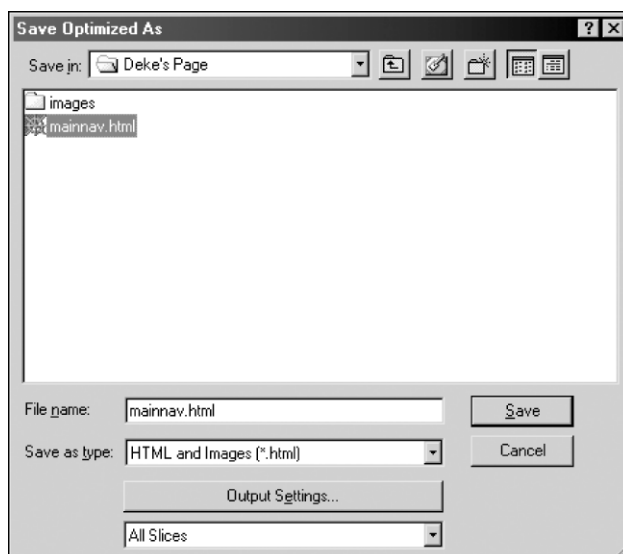 Save Optimized As
Save in: Deke's Page
images
mainnav.html
File name: mainnav.html Save
Save as type: HTML and Images (*.html) Cancel
Output Settings...
All Slices